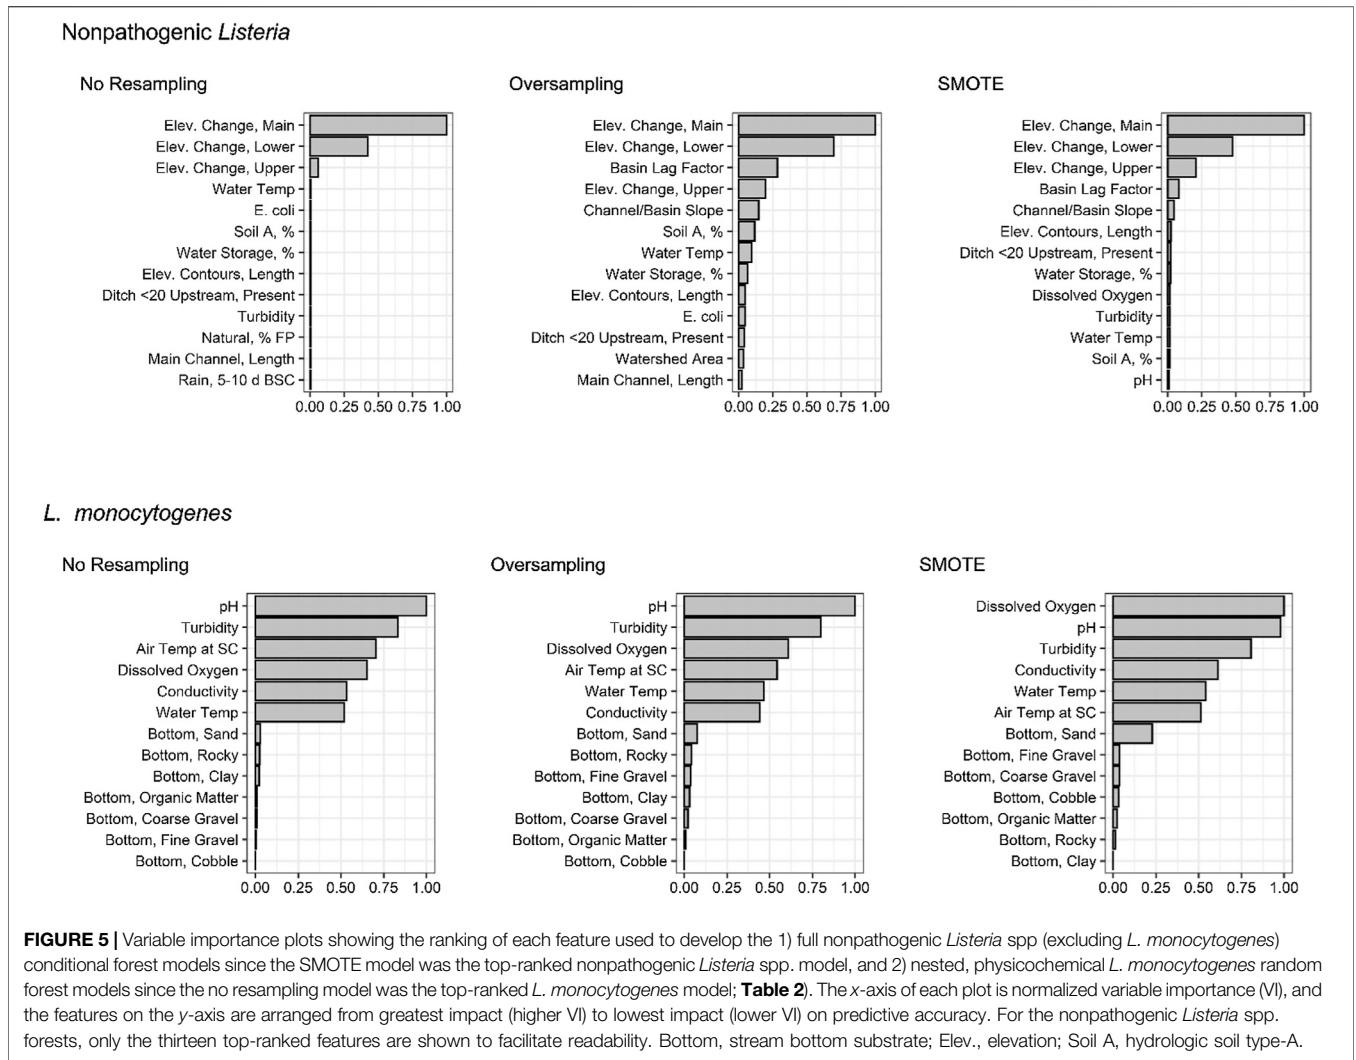 Nonpathogenic Listeria
No Resampling
Elev. Change, Main
Elev. Change, Lower
Elev. Change, Upper
Water Temp
E. coli
Soil A, %
Water Storage, %
Elev. Contours, Length
Ditch <20 Upstream, Present
Turbidity
Natural, % FP
Main Channel, Length
Rain, 5-10 d BSC
0.00 0.25 0.50 0.75 1.00
Oversampling
Elev. Change, Main
Elev. Change, Lower
Basin Lag Factor
Elev. Change, Upper
Channel/Basin Slope
Soil A, %
Water Temp
Water Storage, %
Elev. Contours, Length
E. coli
Ditch <20 Upstream, Present
Watershed Area
Main Channel, Length
0.00 0.25 0.50 0.75 1.00
SMOTE
Elev. Change, Main
Elev. Change, Lower
Elev. Change, Upper
Basin Lag Factor
Channel/Basin Slope
Elev. Contours, Length
Ditch <20 Upstream, Present
Water Storage, %
Dissolved Oxygen
Turbidity
Water Temp
Soil A, %
pH
0.00 0.25 0.50 0.75 1.00
L. monocytogenes
No Resampling
pH
Turbidity
Air Temp at SC
Dissolved Oxygen
Conductivity
Water Temp
Bottom, Sand
Bottom, Rocky
Bottom, Clay
Bottom, Organic Matter
Bottom, Coarse Gravel
Bottom, Fine Gravel
Bottom, Cobble
0.00 0.25 0.50 0.75 1.00
Oversampling
pH
Turbidity
Dissolved Oxygen
Air Temp at SC
Water Temp
Conductivity
Bottom, Sand
Bottom, Rocky
Bottom, Fine Gravel
Bottom, Clay
Bottom, Coarse Gravel
Bottom, Organic Matter
Bottom, Cobble
0.00 0.25 0.50 0.75 1.00
SMOTE
Dissolved Oxygen
pH
Turbidity
Conductivity
Water Temp
Air Temp at SC
Bottom, Sand
Bottom, Fine Gravel
Bottom, Coarse Gravel
Bottom, Cobble
Bottom, Organic Matter
Bottom, Rocky
Bottom, Clay
0.00 0.25 0.50 0.75 1.00
FIGURE 5 | Variable importance plots showing the ranking of each feature used to develop the 1) full nonpathogenic Listeria spp (excluding L. monocytogenes)
conditional forest models since the SMOTE model was the top-ranked nonpathogenic Listeria spp. model, and 2) nested, physicochemical L. monocytogenes random
forest models since the no resampling model was the top-ranked L. monocytogenes model; Table 2). The x-axis of each plot is normalized variable importance (VI), and
the features on the y-axis are arranged from greatest impact (higher VI) to lowest impact (lower VI) on predictive accuracy. For the nonpathogenic Listeria spp.
forests, only the thirteen top-ranked features are shown to facilitate readability. Bottom, stream bottom substrate; Elev., elevation; Soil A, hydrologic soil type-A.